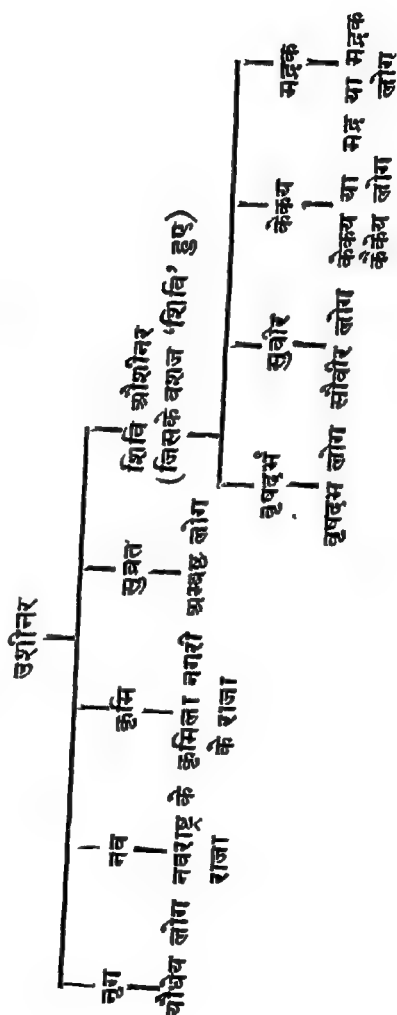 उशीनर
नृग
नव
कृमि
सुव्रत
शिवि औशीनर
(जिसके वशज 'शिवि' हुए)
यौधेय लोग
नवराष्ट्र के
राजा
कृमिला नगरी
के राजा
अम्बष्ठ लोग
वृषदर्भ
सुवीर
केकय
मद्रक
वृषदर्भ लोग
सौवीर लोग
केकय या
कैकेय लोग
मद्र या मद्रक
लोग